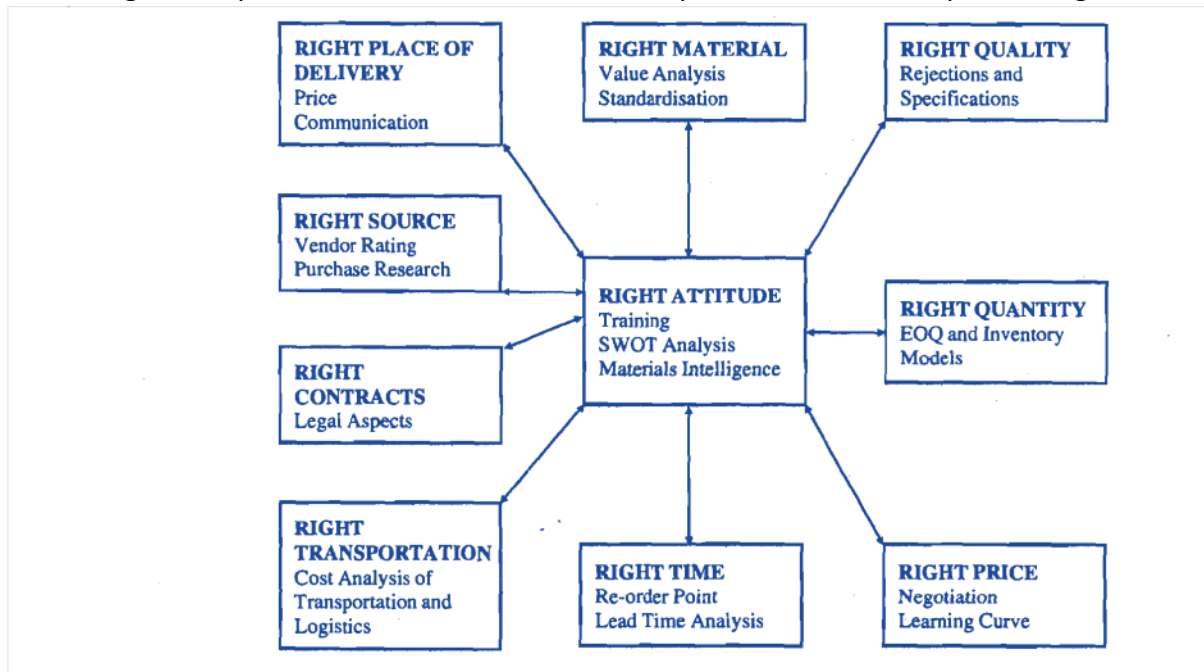 RIGHT PLACE OF
DELIVERY
Price
Communication
RIGHT MATERIAL
Value Analysis
Standardisation
RIGHT QUALITY
Rejections and
Specifications
RIGHT SOURCE
Vendor Rating
Purchase Research
RIGHT ATTITUDE
Training
SWOT Analysis
Materials Intelligence
RIGHT QUANTITY
EOQ and Inventory
Models
RIGHT
CONTRACTS
Legal Aspects
RIGHT
TRANSPORTATION
Cost Analysis of
Transportation and
Logistics
RIGHT TIME
Re-order Point
Lead Time Analysis
RIGHT PRICE
Negotiation
Learning Curve